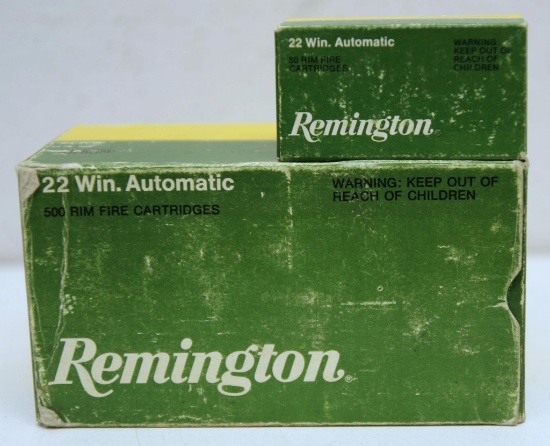 22 Win. Automatic
50 RIM FIRE
CARTRIDGES
WARNING:
KEEP OUT OF
REACH OF
CHILDREN
Remington®
22 Win. Automatic
500 RIM FIRE CARTRIDGES
WARNING: KEEP OUT OF
REACH OF CHILDREN
Remington®